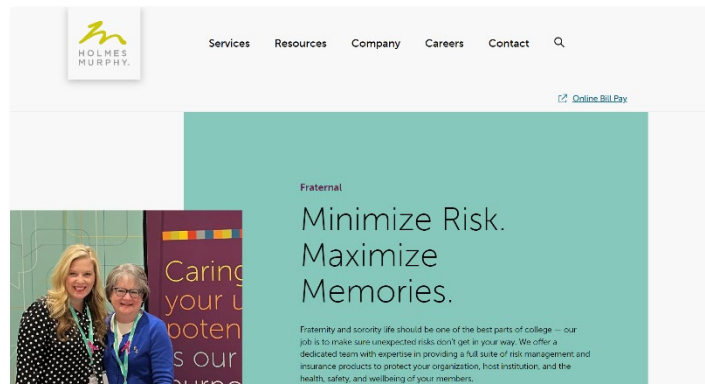 HOLMES
MURPHY.
Services Resources Company Careers Contact
Online Bill Pay
Fraternal
Minimize Risk.
Maximize
Memories.
Fraternity and sorority life should be one of the best parts of college — our
job is to make sure unexpected risks don't get in your way. We offer a
dedicated team with expertise in providing a full suite of risk management and
insurance products to protect your organization, host institution, and the
health, safety, and wellbeing of your members.
Caring
your u
poten
s our